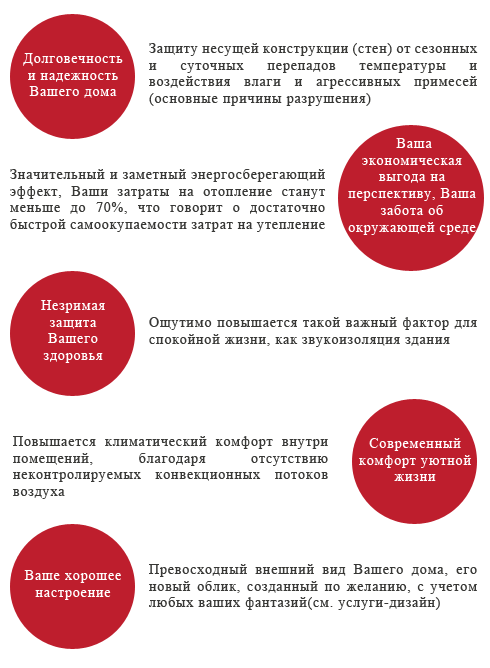 Долговечность
и надежность
Вашего дома
Защиту несущей конструкции (стен) от сезонных
и суточных перепадов температуры и
воздействия влаги и агрессивных примесей
(основные причины разрушения)
Ваша
экономическая
выгода на
перспективу, Ваша
забота об
окружающей среде
Значительный и заметный энергосберегающий
эффект, Ваши затраты на отопление станут
меньше до 70%, что говорит о достаточно
быстрой самоокупаемости затрат на утепление
Незримая
защита
Вашего
здоровья
Ощутимо повышается такой важный фактор для
спокойной жизни, как звукоизоляция здания
Повышается климатический комфорт внутри
помещений, благодаря отсутствию
неконтролируемых конвекционных потоков
воздуха
Современный
комфорт уютной
жизни
Ваше хорошее
настроение
Превосходный внешний вид Вашего дома, его
новый облик, созданный по желанию, с учетом
любых ваших фантазий(см. услуги-дизайн)